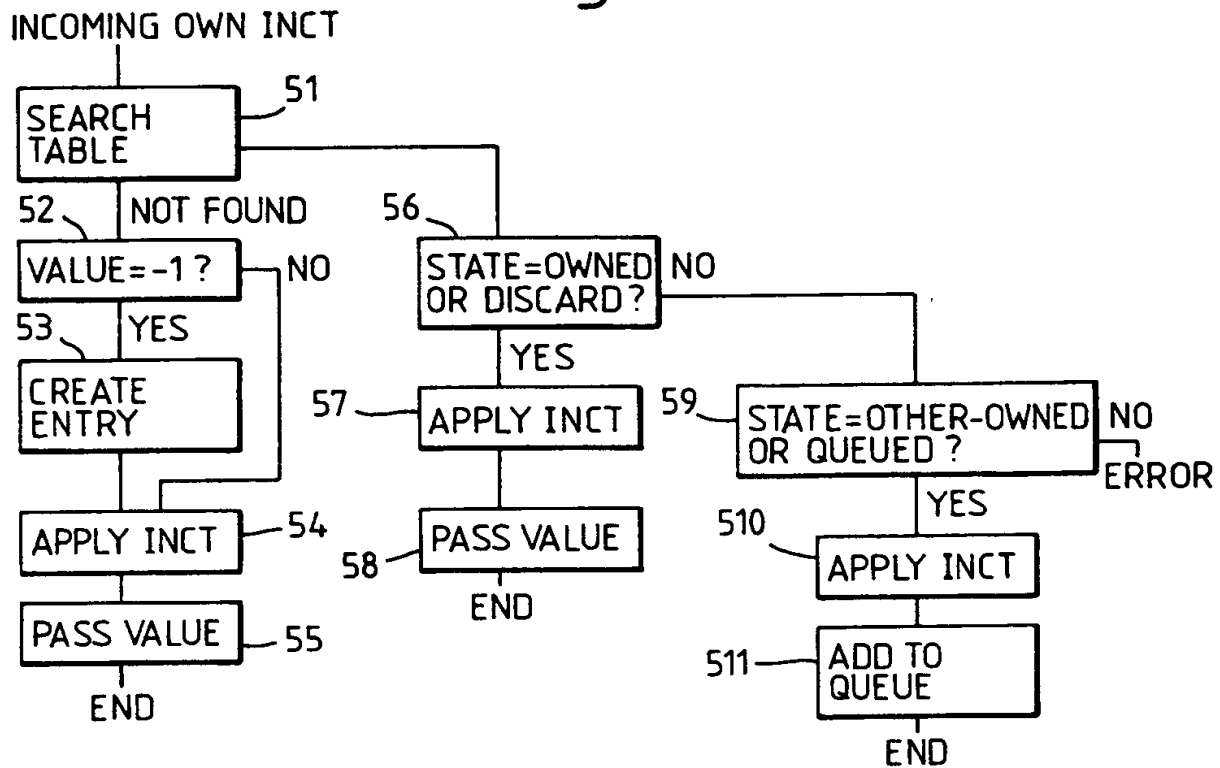 INCOMING OWN INCT
51
SEARCH
TABLE
52
NOT FOUND
VALUE=-1?
NO
53
YES
CREATE
ENTRY
APPLY INCT
54
PASS VALUE
55
END
56
STATE=OWNED
OR DISCARD?
NO
YES
57
APPLY INCT
58
PASS VALUE
END
59
STATE=OTHER-OWNED
OR QUEUED?
NO
ERROR
YES
510
APPLY INCT
511
ADD TO
QUEUE
END